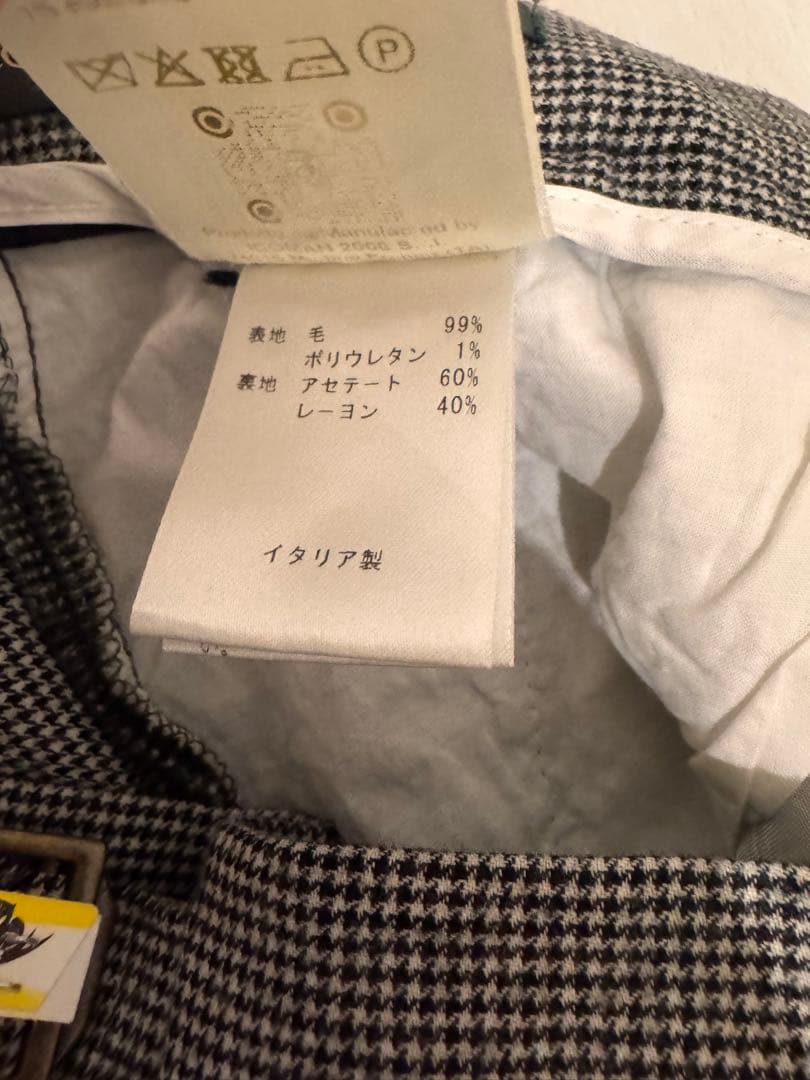 P
by
表地 毛 99%
ポリウレタン 1%
裏地 アセテート 60%
レーヨン 40%
イタリア製